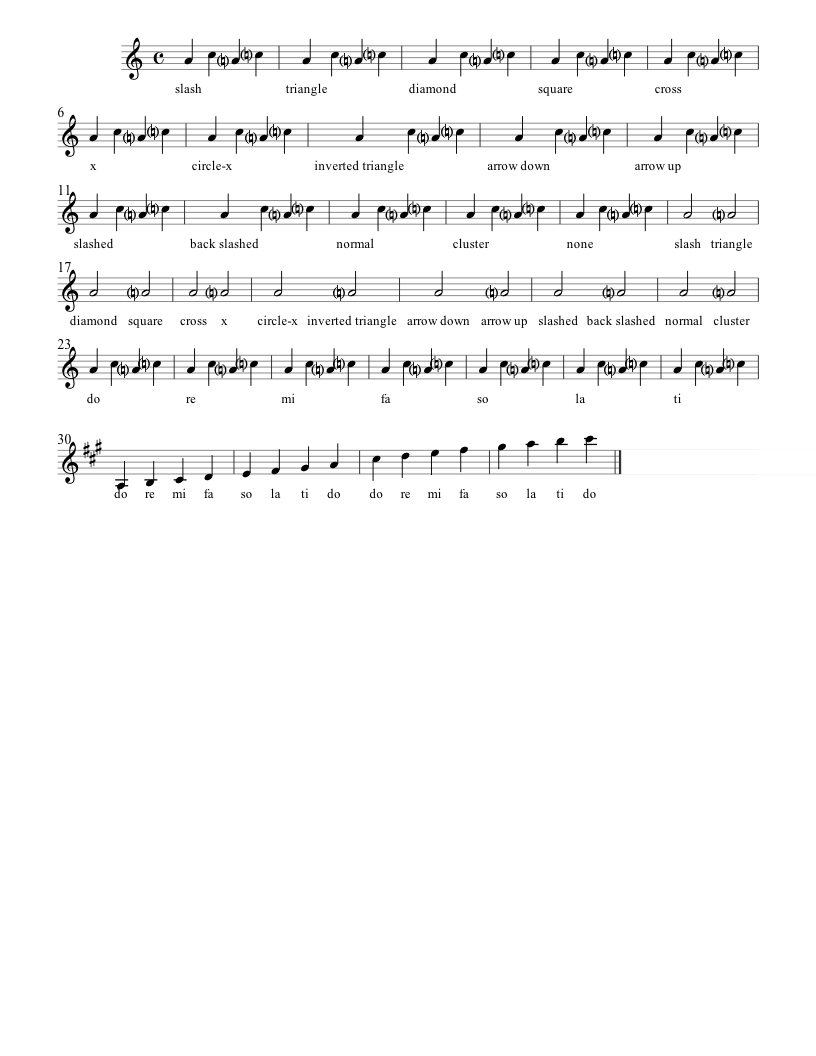 slash triangle diamond square cross
6
x circle-x inverted triangle arrow down arrow up
11
slashed back slashed normal cluster none slash triangle
17
diamond square cross x circle-x inverted triangle arrow down arrow up slashed back slashed normal cluster
23
do re mi fa so la ti
30
do re mi fa so la ti do do re mi fa so la ti do